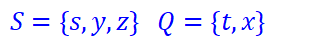 S = {s, y, z} Q = {t, x}